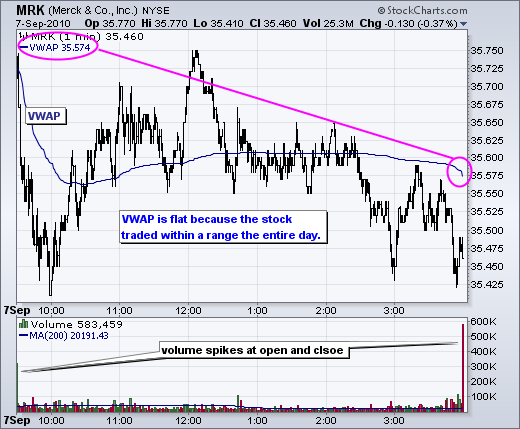 MRK (Merck & Co., Inc.) NYSE
© StockCharts.com
7-Sep-2010 Op 35.770 Hi 35.770 Lo 35.410 Cl 35.460 Vol 25.3M Chg -0.130 (-0.37%)
MRK (1 min) 35.460
VWAP 35.574
VWAP
VWAP is flat because the stock
traded within a range the entire day.
35.750
35.725
35.700
35.675
35.650
35.625
35.600
35.575
35.550
35.525
35.500
35.475
35.450
35.425
7Sep 10:00 11:00 12:00 1:00 2:00 3:00
Volume 583,459
MA(200) 20191.43
volume spikes at open and clsoe
600K
500K
400K
300K
200K
100K
7Sep 10:00 11:00 12:00 1:00 2:00 3:00